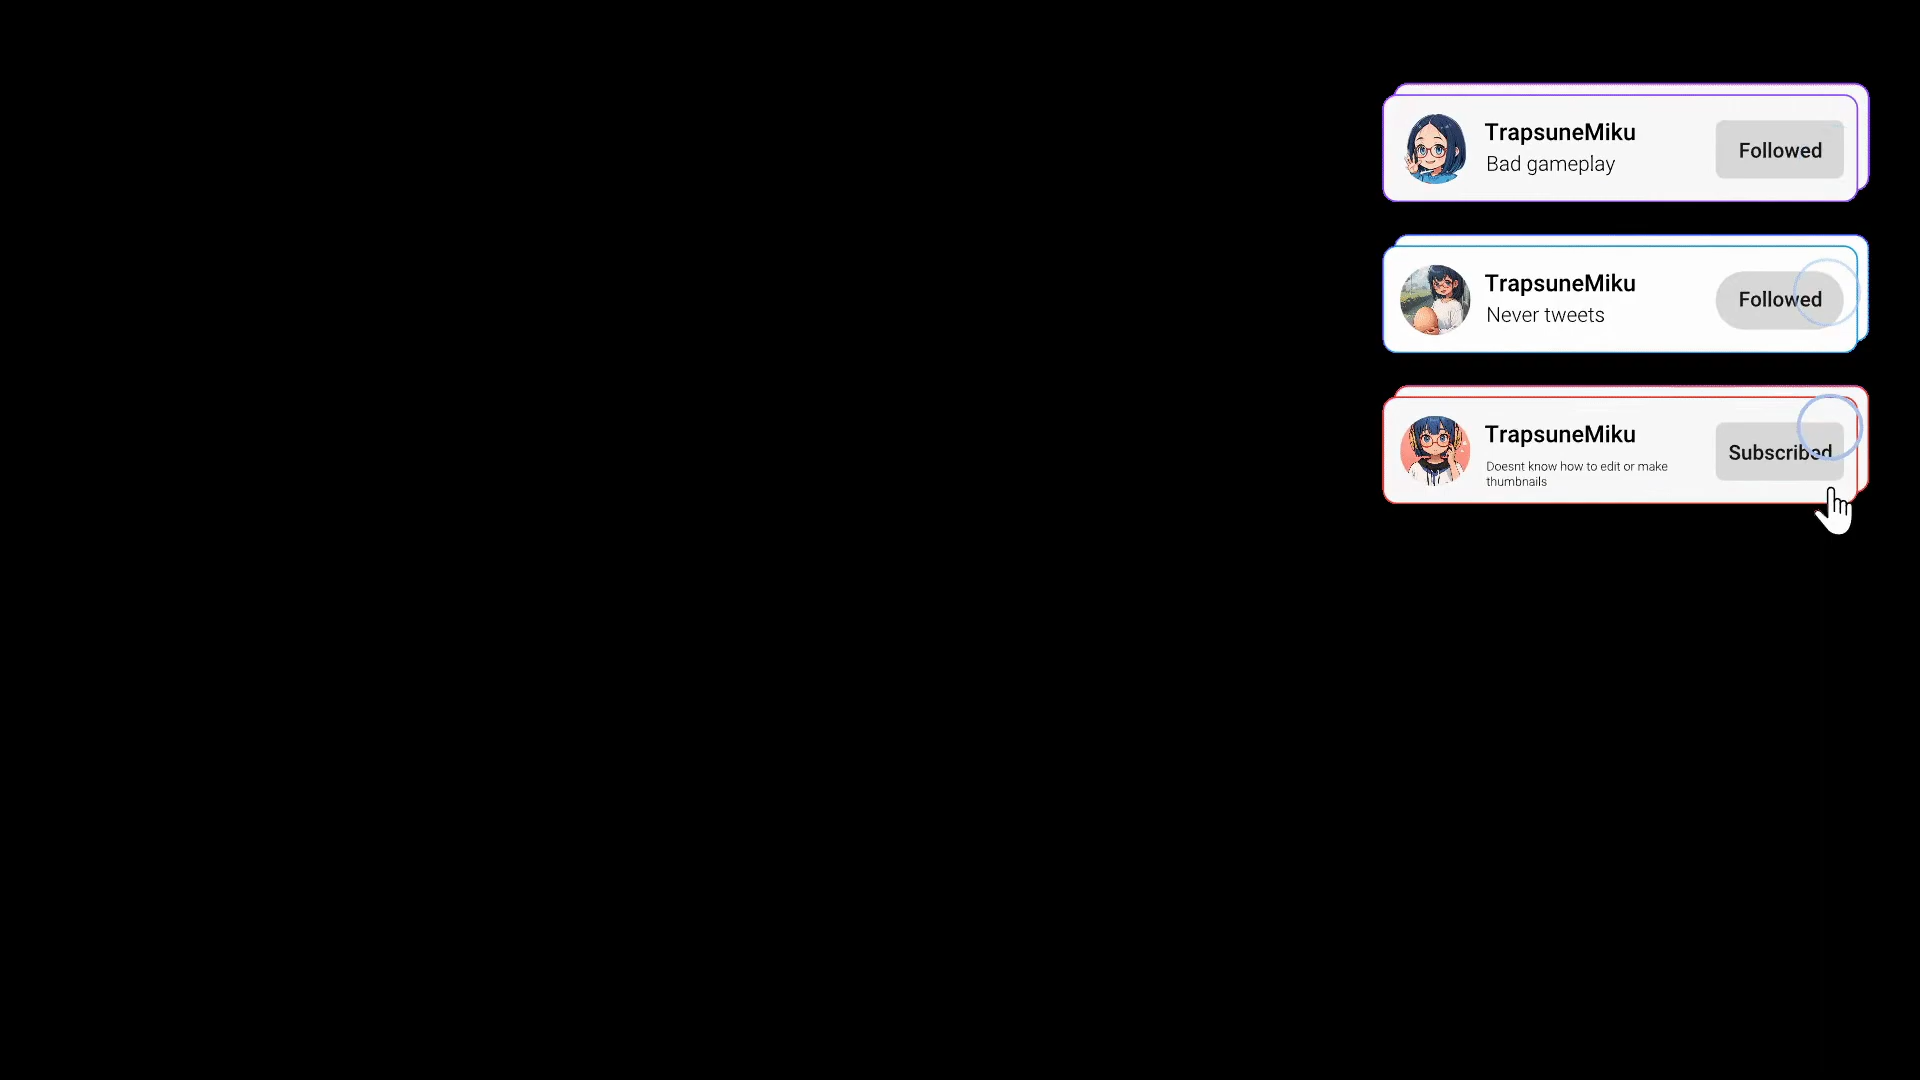 TrapsuneMiku
Bad gameplay
Followed
TrapsuneMiku
Never tweets
Followed
TrapsuneMiku
Doesnt know how to edit or make
thumbnails
Subscribed